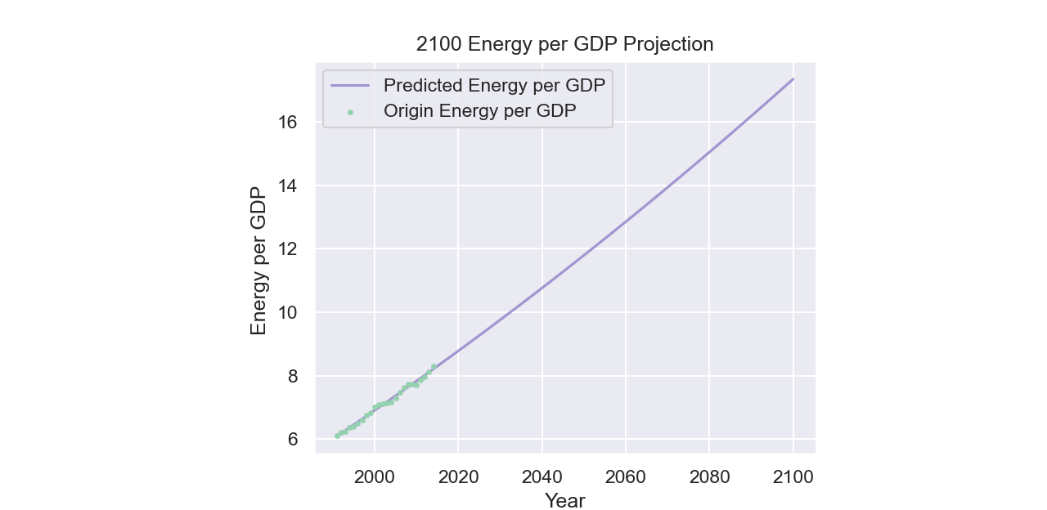 2100 Energy per GDP Projection
Predicted Energy per GDP
Origin Energy per GDP
Energy per GDP
16
14
12
10
8
6
2000 2020 2040 2060 2080 2100
Year